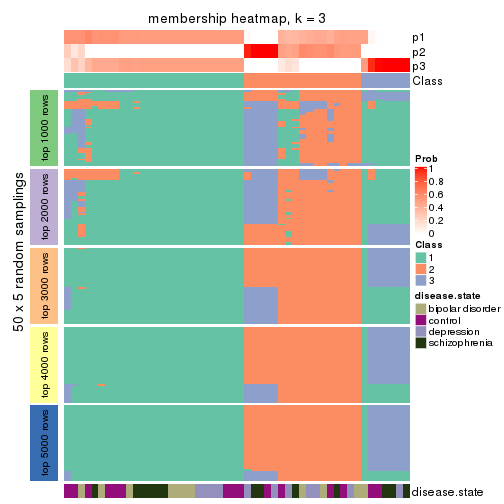 membership heatmap, k = 3
p1
p2
p3
Class
50 x 5 random samplings
top 1000 rows
top 2000 rows
top 3000 rows
top 4000 rows
top 5000 rows
Prob
1
0.8
0.6
0.4
0.2
0
Class
1
2
3
disease.state
bipolar disorder
control
depression
schizophrenia
disease.state